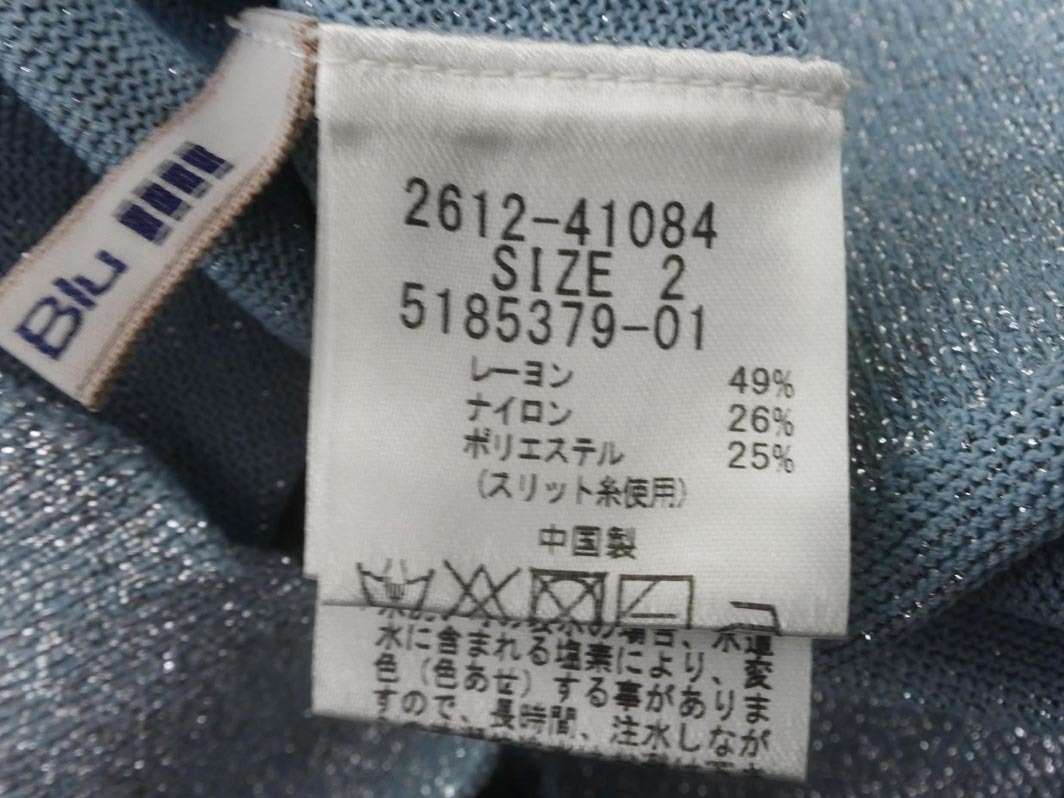 Blu
2612-41084
SIZE 2
5185379-01
レーヨン 49%
ナイロン 26%
ポリエステル 25%
(スリット糸使用)
中国製
水に含まれる塩素により、変
色(色あせ)する事がありま
すので、長時間、注水しなが